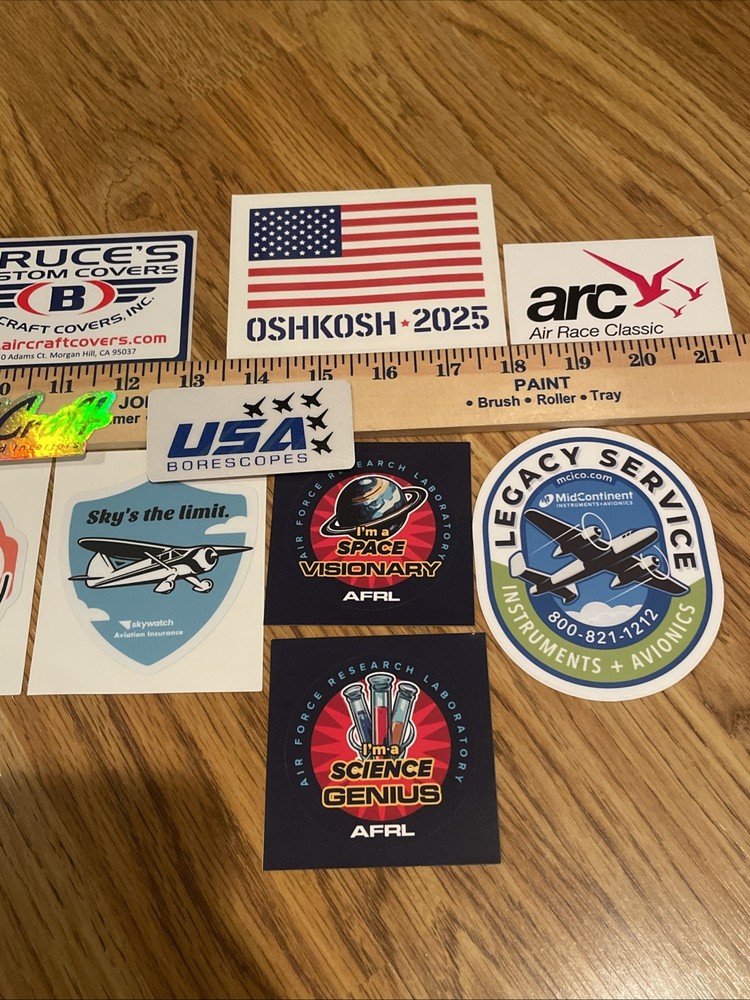 RUCE'S
STOM COVERS
B
CRAFT COVERS, INC.
aircraftcovers.com
0 Adams Ct. Morgan Hill, CA 95037
OSHKOSH 2025
arc
Air Race Classic
11 12 13 14 15 16 17 18 19 20 21
PAINT
• Brush • Roller • Tray
USA
BORESCOPES
Sky's the limit.
skywatch
Aviation Insurance
AIR FORCE RESEARCH LABORATORY
I'm a
SPACE
VISIONARY
AFRL
LEGACY SERVICE
mcico.com
MidContinent
INSTRUMENTS+AVIONICS
800-821-1212
INSTRUMENTS + AVIONICS
AIR FORCE RESEARCH LABORATORY
I'm a
SCIENCE
GENIUS
AFRL